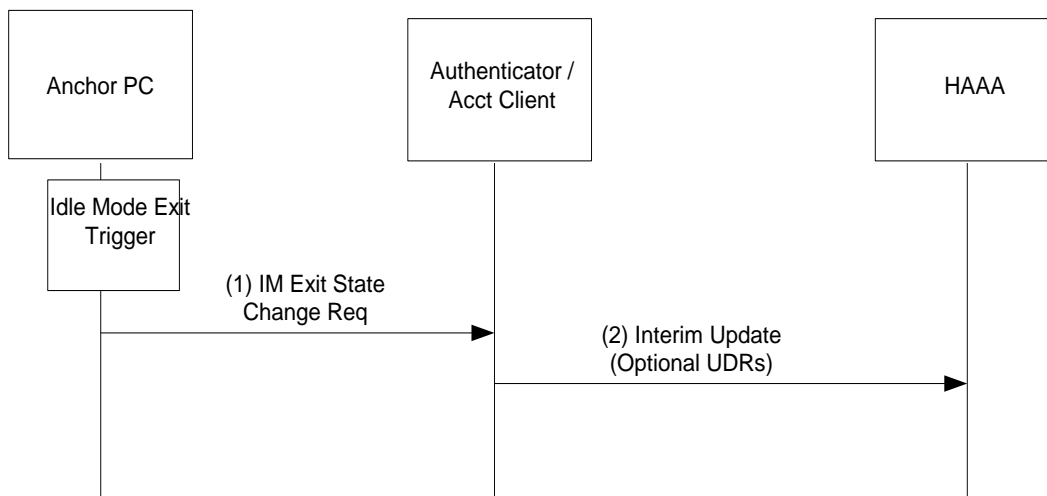 Anchor PC
Authenticator /
Acct Client
HAAA
Idle Mode Exit
Trigger
(1) IM Exit State
Change Req
(2) Interim Update
(Optional UDRs)